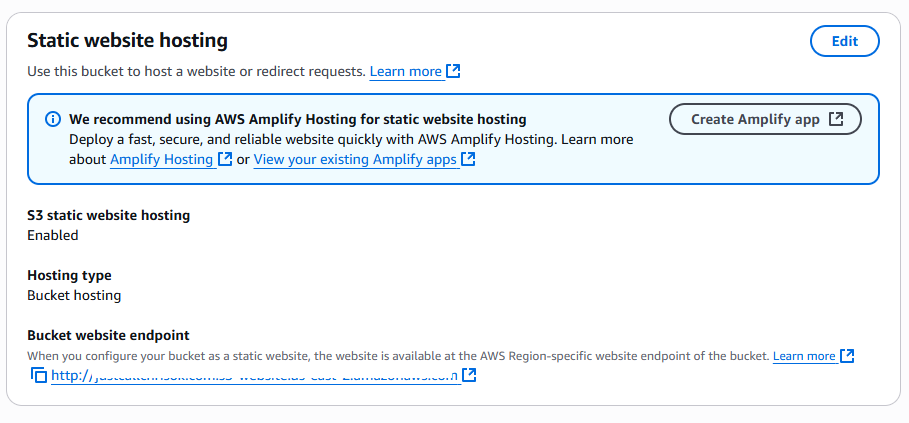 Static website hosting
Edit
Use this bucket to host a website or redirect requests. Learn more
We recommend using AWS Amplify Hosting for static website hosting
Create Amplify app
Deploy a fast, secure, and reliable website quickly with AWS Amplify Hosting. Learn more
about Amplify Hosting or View your existing Amplify apps
S3 static website hosting
Enabled
Hosting type
Bucket hosting
Bucket website endpoint
When you configure your bucket as a static website, the website is available at the AWS Region-specific website endpoint of the bucket. Learn more
http:/